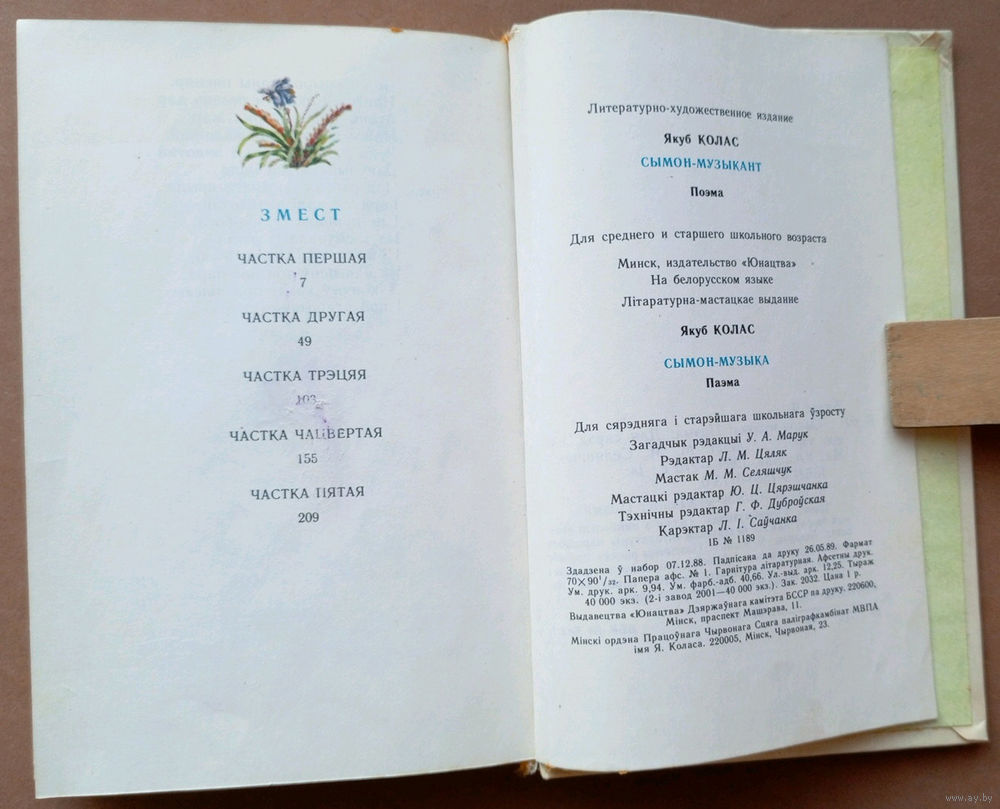 ЗМЕСТ
ЧАСТКА ПЕРШАЯ
7
ЧАСТКА ДРУГАЯ
49
ЧАСТКА ТРЭЦЯЯ
103
ЧАСТКА ЧАЦВЕРТАЯ
155
ЧАСТКА ПЯТАЯ
209
Литературно-художественное издание
Якуб КОЛАС
СЫМОН-МУЗЫКАНТ
Поэма
Для среднего и старшего школьного возраста
Минск, издательство «Юнацтва»
На белорусском языке
Літаратурна-мастацкае выданне
Якуб КОЛАС
СЫМОН-МУЗЫКА
Паэма
Для сярэдняга і старэйшага школьнага ўзросту
Загадчык рэдакцыі У. А. Марук
Рэдактар Л. М. Цяляк
Мастак М. М. Селяшчук
Мастацкі рэдактар Ю. Ц. Цярэшчанка
Тэхнічны рэдактар Г. Ф. Дуброўская
Карэктар Л. І. Саўчанка
ІБ № 1189
Здадзена ў набор 07.12.88. Падпісана да друку 26.05.89. Фармат
70×90¹/₃₂. Папера афс. № 1. Гарнітура літаратурная. Афсетны друк.
Ум. друк. арк. 9,94. Ум. фарб.-адб. 40,66. Ул.-выд. арк. 12,25. Тыраж
40 000 экз. (2-і завод 2001—40 000 экз.). Зак. 2032. Цана 1 р.
Выдавецтва «Юнацтва» Дзяржаўнага камітэта БССР па друку. 220600,
Мінск, праспект Машэрава, 11.
Мінскі ордэна Працоўнага Чырвонага Сцяга паліграфкамбінат МВПА
імя Я. Коласа. 220005, Мінск, Чырвоная, 23.
www.ay.by